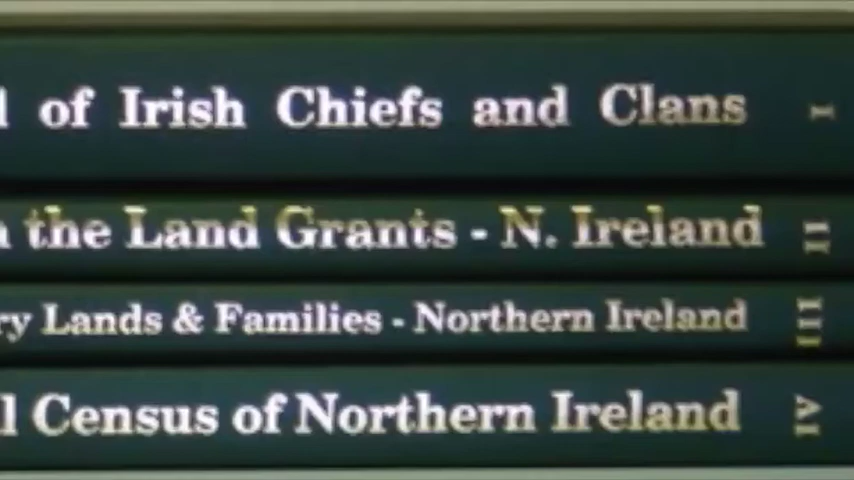 l of Irish Chiefs and Clans I
the Land Grants - N. Ireland II
ry Lands & Families - Northern Ireland III
l Census of Northern Ireland IV